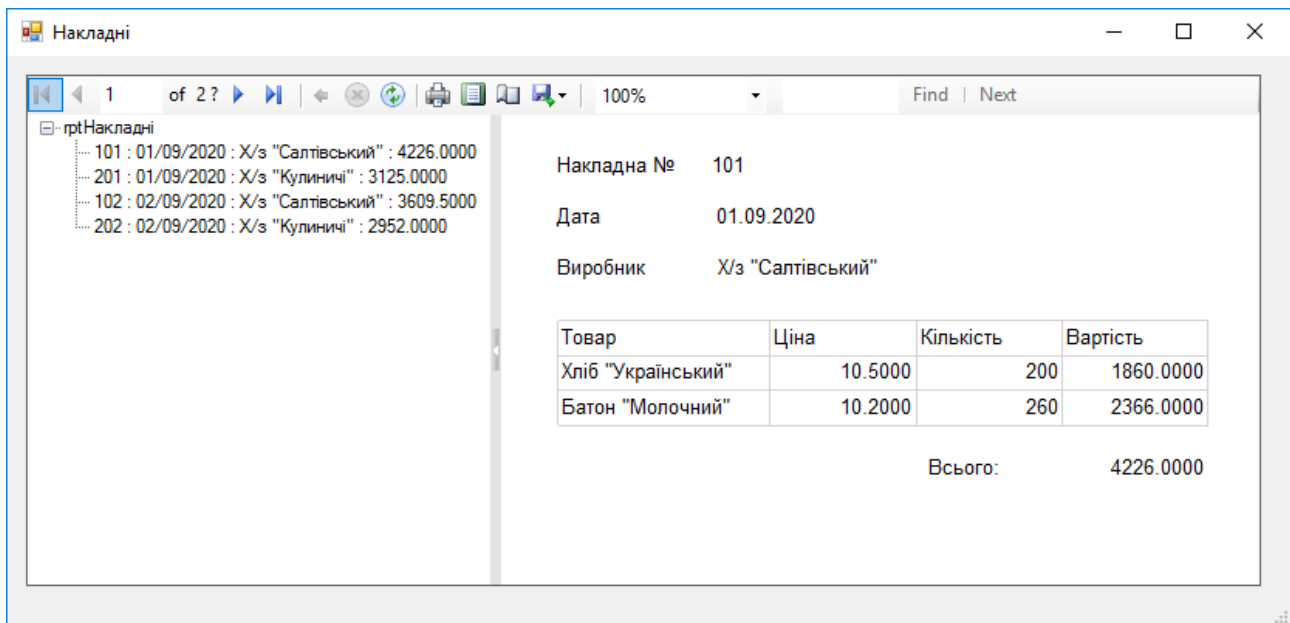 Накладні
1 of 2 ? 100% Find | Next
rptНакладні
101 : 01/09/2020 : Х/з "Салтівський" : 4226.0000
201 : 01/09/2020 : Х/з "Кулиничі" : 3125.0000
102 : 02/09/2020 : Х/з "Салтівський" : 3609.5000
202 : 02/09/2020 : Х/з "Кулиничі" : 2952.0000
Накладна № 101
Дата 01.09.2020
Виробник Х/з "Салтівський"
Товар Ціна Кількість Вартість
Хліб "Український" 10.5000 200 1860.0000
Батон "Молочний" 10.2000 260 2366.0000
Всього: 4226.0000